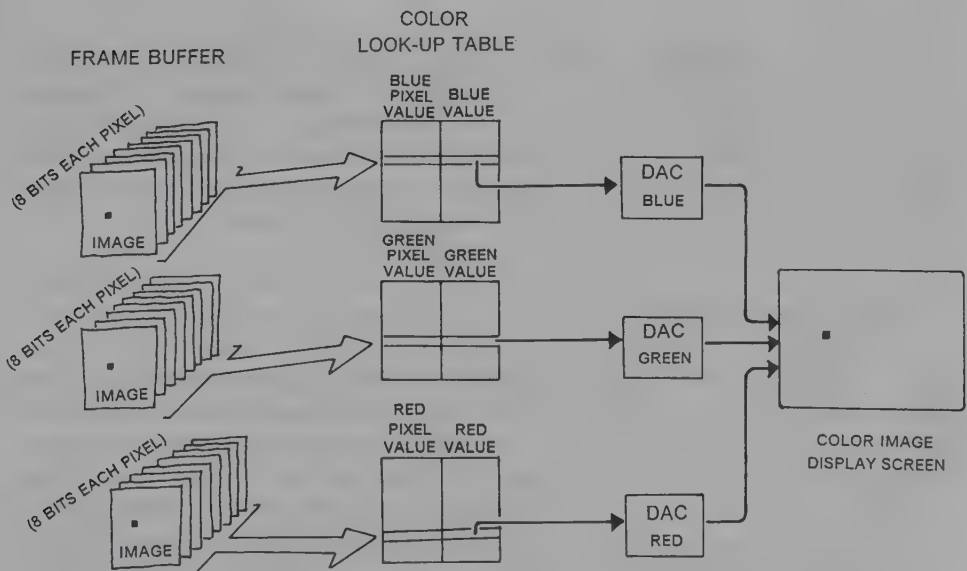 COLOR
LOOK-UP TABLE
FRAME BUFFER
BLUE
PIXEL
VALUE
BLUE
VALUE
(8 BITS EACH PIXEL)
IMAGE
DAC
BLUE
GREEN
PIXEL
VALUE
GREEN
VALUE
(8 BITS EACH PIXEL)
IMAGE
DAC
GREEN
RED
PIXEL
VALUE
RED
VALUE
(8 BITS EACH PIXEL)
IMAGE
DAC
RED
COLOR IMAGE
DISPLAY SCREEN